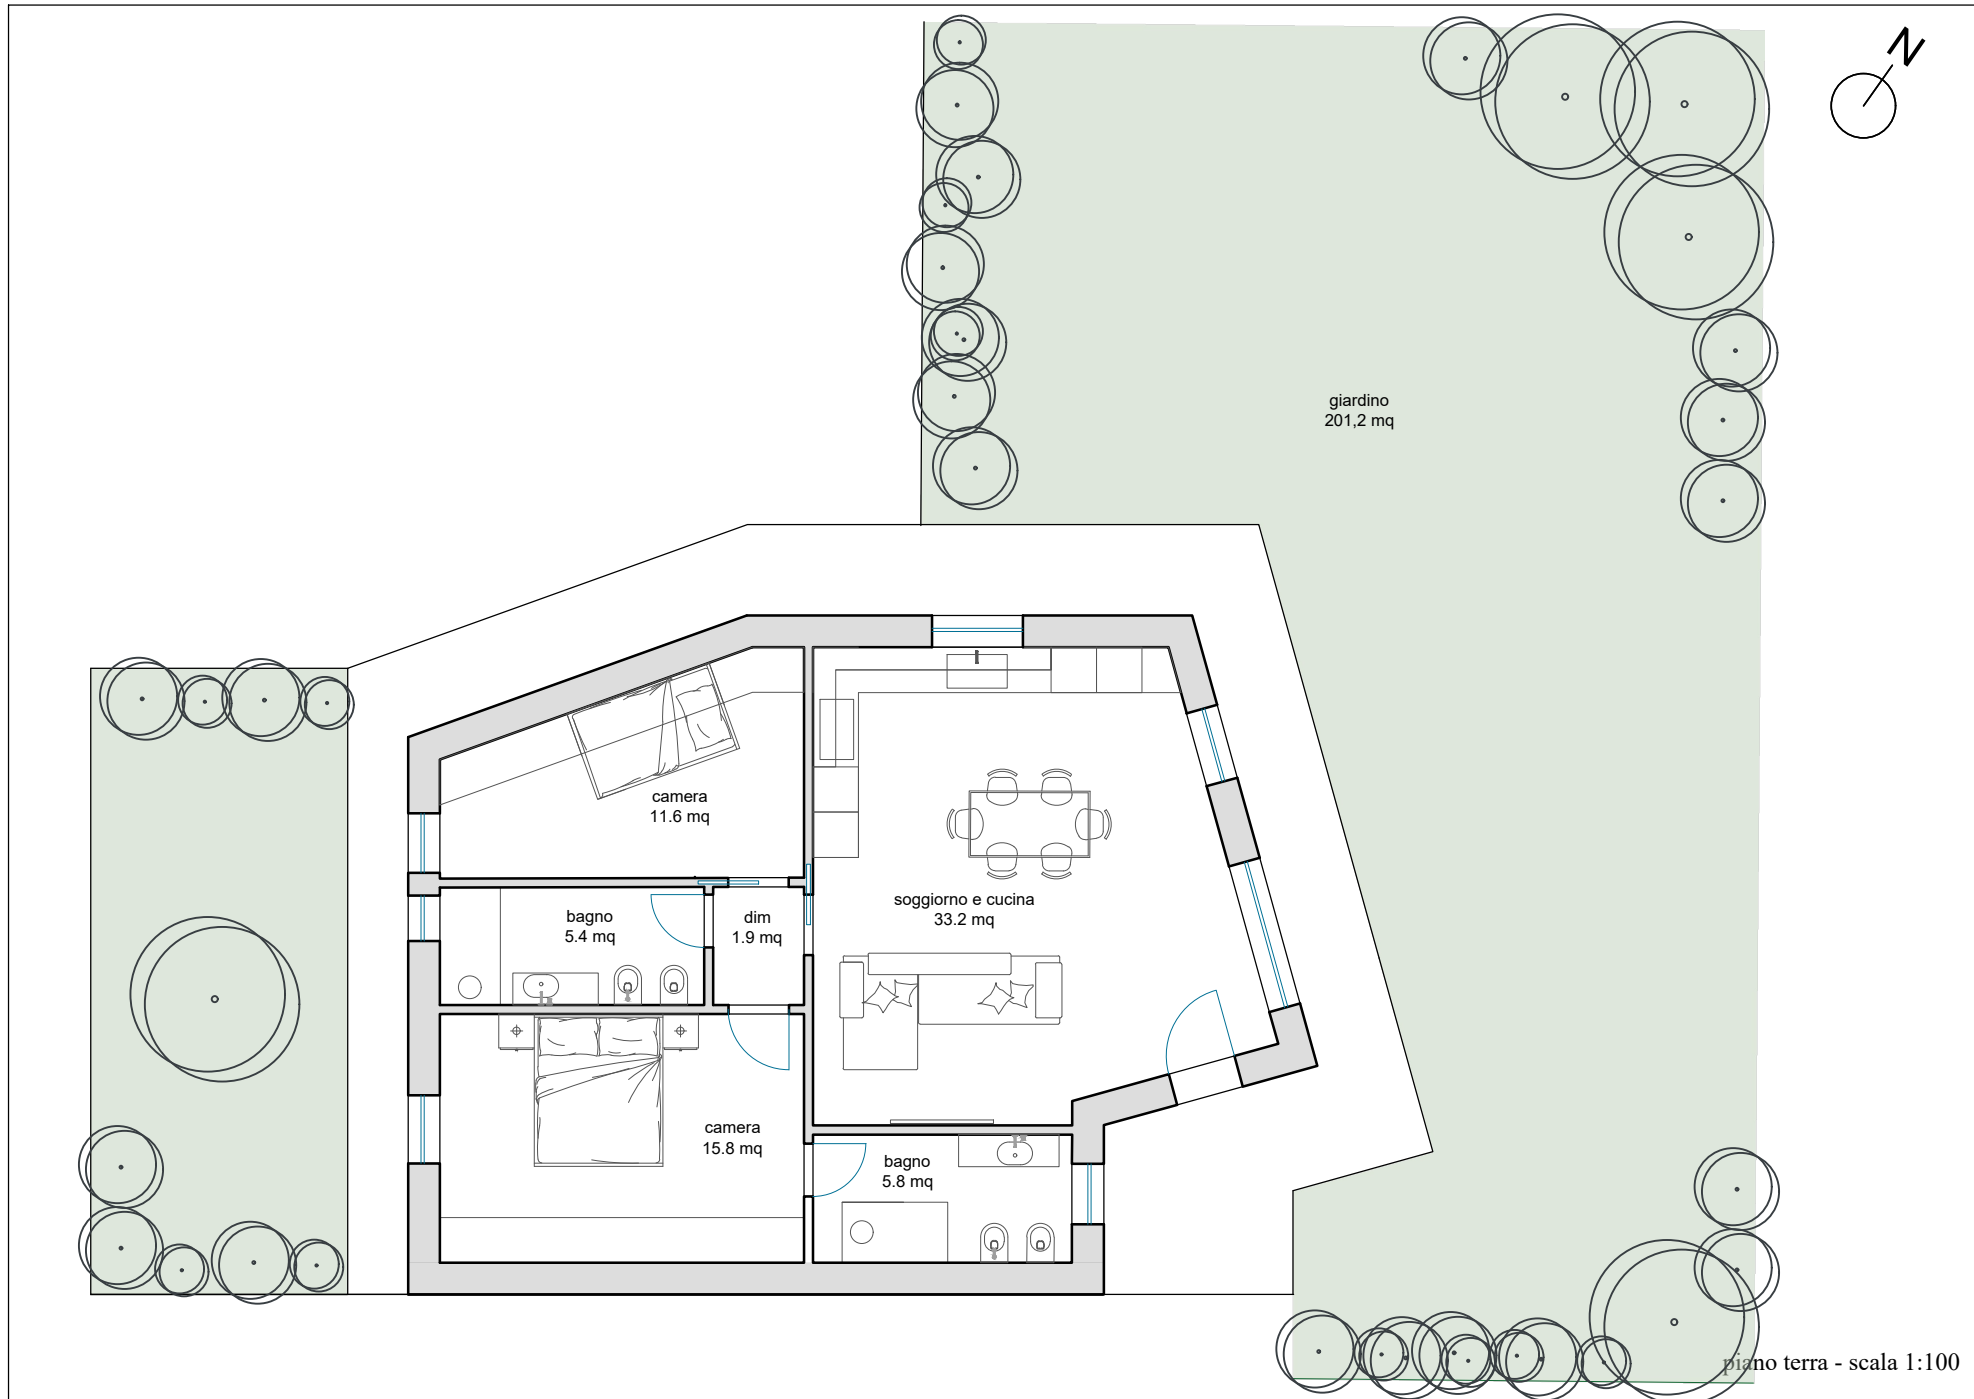 N
giardino
201,2 mq
camera
11.6 mq
bagno
5.4 mq
dim
1.9 mq
soggiorno e cucina
33.2 mq
camera
15.8 mq
bagno
5.8 mq
piano terra - scala 1:100